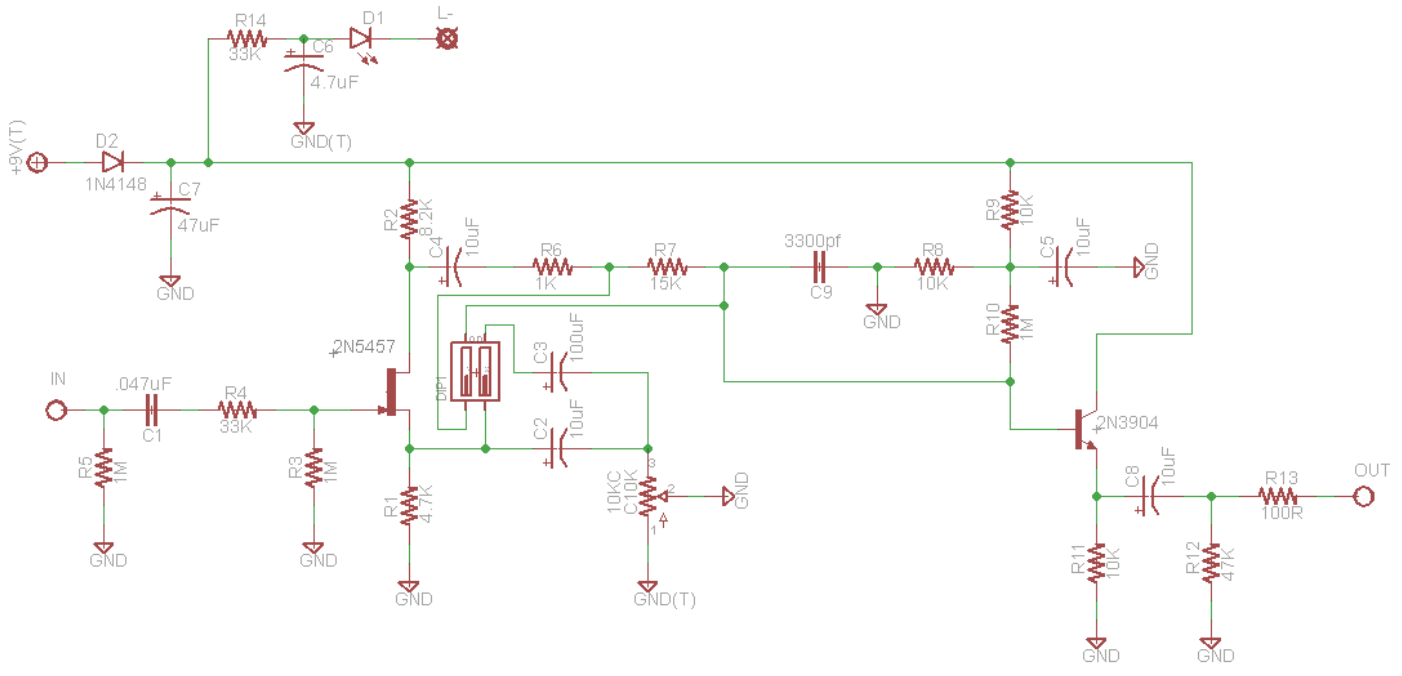 R14
33K
C6
4.7uF
D1
L-
GND(T)
+9V(T)
D2
1N4148
C7
47uF
GND
R2
8.2K
C4
10uF
R6
1K
R7
15K
3300pf
C9
GND
R8
10K
R9
10K
C5
10uF
GND
R10
1M
2N5457
DIP1
C3
100uF
C2
10uF
IN
.047uF
C1
R4
33K
R5
1M
GND
R3
1M
GND
R1
4.7K
GND
10KC
C10K
3
2
1
GND
GND(T)
2N3904
C8
10uF
R13
100R
OUT
R11
10K
GND
R12
47K
GND